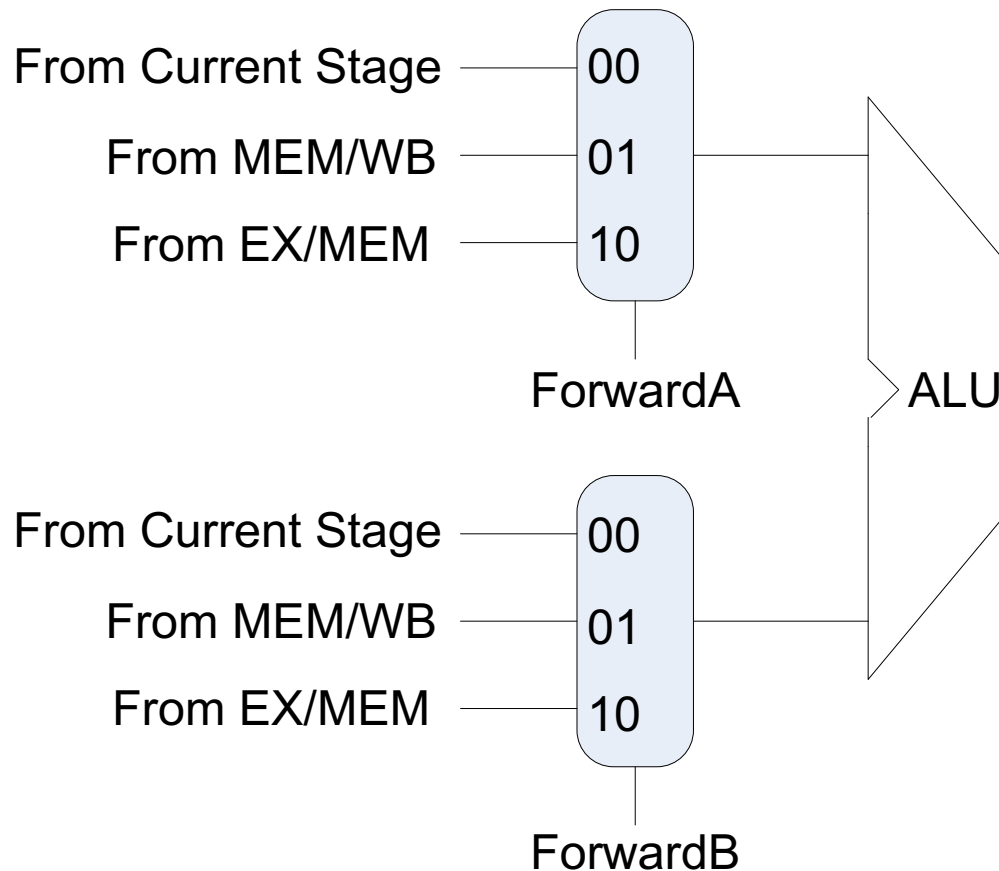 From Current Stage 00
From MEM/WB 01
From EX/MEM 10
ForwardA
ALU
From Current Stage 00
From MEM/WB 01
From EX/MEM 10
ForwardB